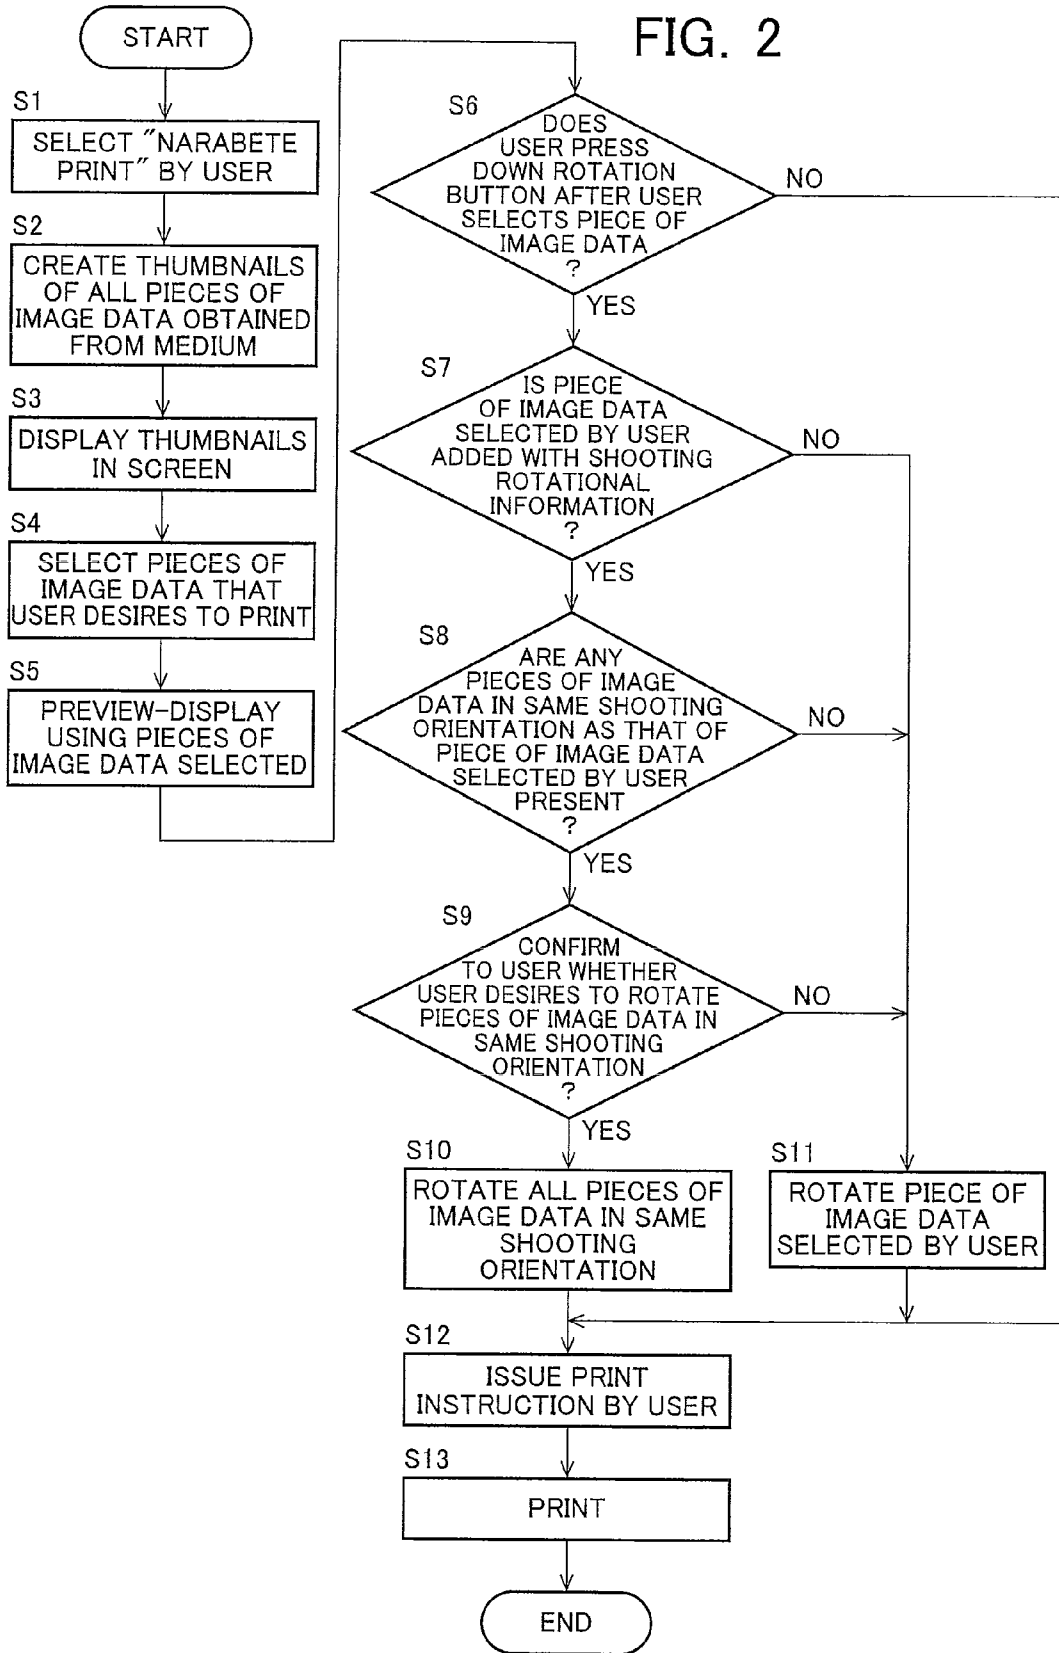 FIG. 2
START
S1
SELECT "NARABETE
PRINT" BY USER
S2
CREATE THUMBNAILS
OF ALL PIECES OF
IMAGE DATA OBTAINED
FROM MEDIUM
S3
DISPLAY THUMBNAILS
IN SCREEN
S4
SELECT PIECES OF
IMAGE DATA THAT
USER DESIRES TO PRINT
S5
PREVIEW-DISPLAY
USING PIECES OF
IMAGE DATA SELECTED
S6
DOES
USER PRESS
DOWN ROTATION
BUTTON AFTER USER
SELECTS PIECE OF
IMAGE DATA
?
NO
YES
S7
IS PIECE
OF IMAGE DATA
SELECTED BY USER
ADDED WITH SHOOTING
ROTATIONAL
INFORMATION
?
NO
YES
S8
ARE ANY
PIECES OF IMAGE
DATA IN SAME SHOOTING
ORIENTATION AS THAT OF
PIECE OF IMAGE DATA
SELECTED BY USER
PRESENT
?
NO
YES
S9
CONFIRM
TO USER WHETHER
USER DESIRES TO ROTATE
PIECES OF IMAGE DATA IN
SAME SHOOTING
ORIENTATION
?
NO
YES
S10
ROTATE ALL PIECES OF
IMAGE DATA IN SAME
SHOOTING
ORIENTATION
S11
ROTATE PIECE OF
IMAGE DATA
SELECTED BY USER
S12
ISSUE PRINT
INSTRUCTION BY USER
S13
PRINT
END